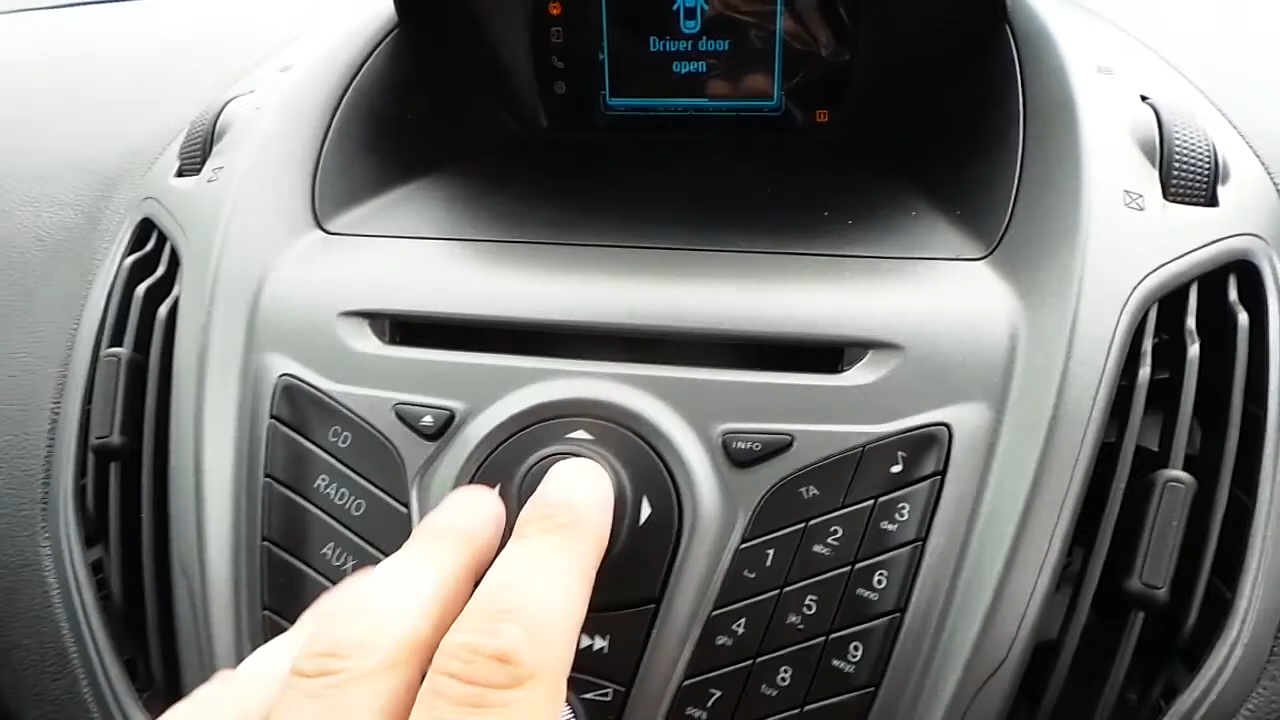 Driver door
open
CD
RADIO
AUX
INFO
TA
1
2
abc
3
def
4
ghi
5
jkl
6
mno
7
pqrs
8
tuv
9
wxyz